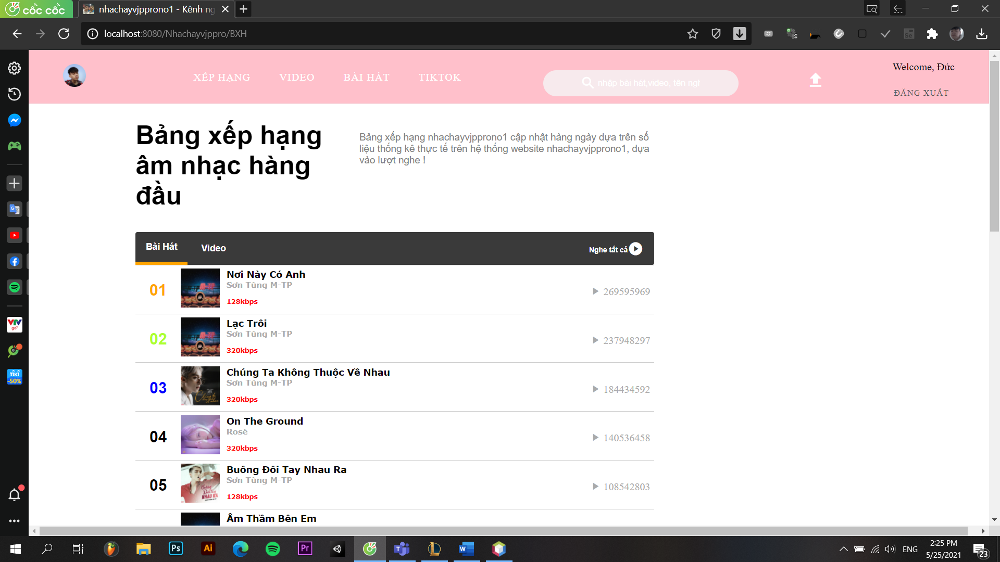 cốc cốc
nhachayvjpprono1 - Kênh ng
localhost:8080/Nhachayvjppro/BXH
XẾP HẠNG
VIDEO
BÀI HÁT
TIKTOK
nhập bài hát,video, tên ngh
Welcome, Đức
ĐĂNG XUẤT
Bảng xếp hạng
âm nhạc hàng
đầu
Bảng xếp hạng nhachayvjpprono1 cập nhật hàng ngày dựa trên số
liệu thống kê thực tế trên hệ thống website nhachayvjpprono1, dựa
vào lượt nghe !
Bài Hát
Video
Nghe tất cả
01
Nơi Này Có Anh
Sơn Tùng M-TP
128kbps
269595969
02
Lạc Trôi
Sơn Tùng M-TP
320kbps
237948297
03
Chúng Ta Không Thuộc Về Nhau
Sơn Tùng M-TP
320kbps
184434592
04
On The Ground
Rosé
320kbps
140536458
05
Buông Đôi Tay Nhau Ra
Sơn Tùng M-TP
128kbps
108542803
Âm Thầm Bên Em
VTV
go
TIKI
-50%
Ps
Ai
Pr
ENG
2:25 PM
5/25/2021
23